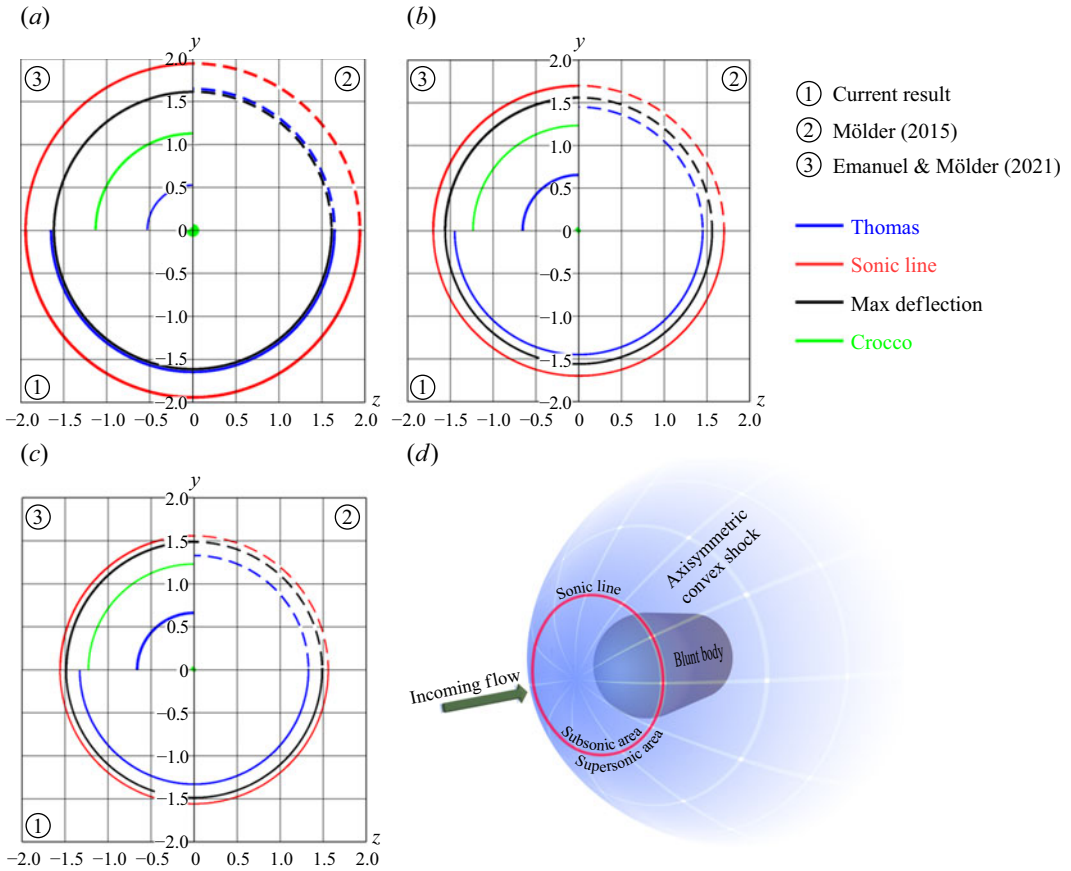 (a)
y
2.0
③
②
1.5
1.0
0.5
0
−0.5
−1.0
−1.5
①
−2.0
z
−2.0 −1.5 −1.0 −0.5 0 0.5 1.0 1.5 2.0
(b)
y
2.0
③
②
1.5
1.0
0.5
0
−0.5
−1.0
−1.5
①
−2.0
z
−2.0 −1.5 −1.0 −0.5 0 0.5 1.0 1.5 2.0
① Current result
② Mölder (2015)
③ Emanuel & Mölder (2021)
Thomas
Sonic line
Max deflection
Crocco
(c)
y
2.0
③
②
1.5
1.0
0.5
0
−0.5
−1.0
−1.5
①
−2.0
z
−2.0 −1.5 −1.0 −0.5 0 0.5 1.0 1.5 2.0
(d)
Axisymmetric
convex shock
Sonic line
Blunt body
Incoming flow
Subsonic area
Supersonic area